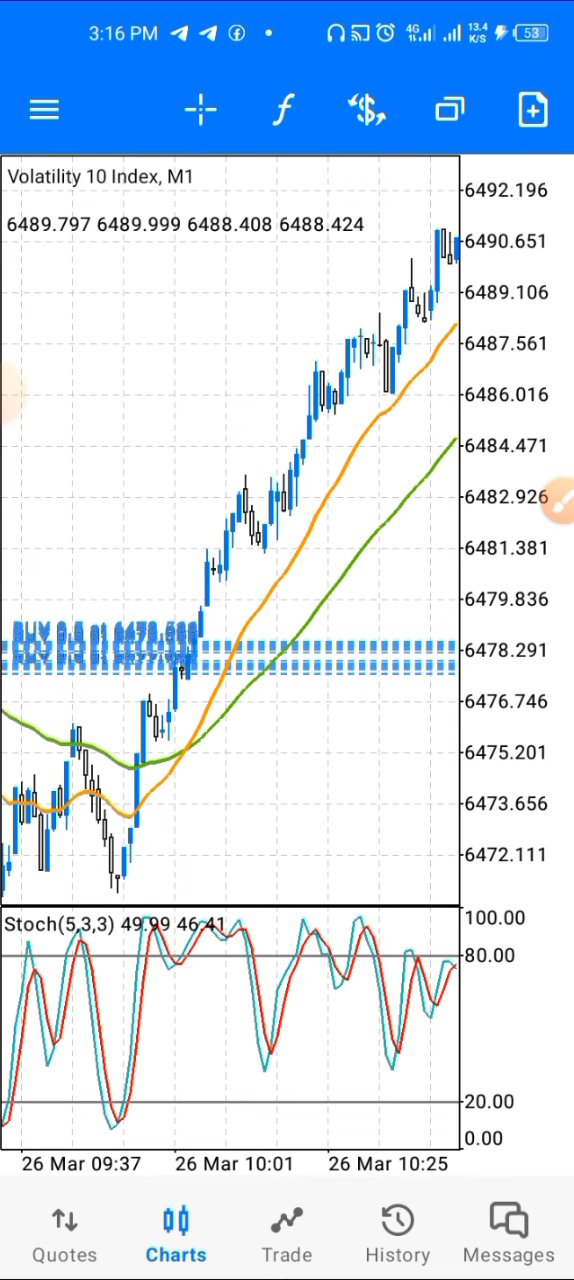 3:16 PM
4G
13.4 K/S
53
f
$
Volatility 10 Index, M1
6489.797 6489.999 6488.408 6488.424
6492.196
6490.651
6489.106
6487.561
6486.016
6484.471
6482.926
6481.381
6479.836
6478.291
6476.746
6475.201
6473.656
6472.111
Stoch(5,3,3) 49.99 46.41
100.00
80.00
20.00
0.00
26 Mar 09:37 26 Mar 10:01 26 Mar 10:25
Quotes Charts Trade History Messages